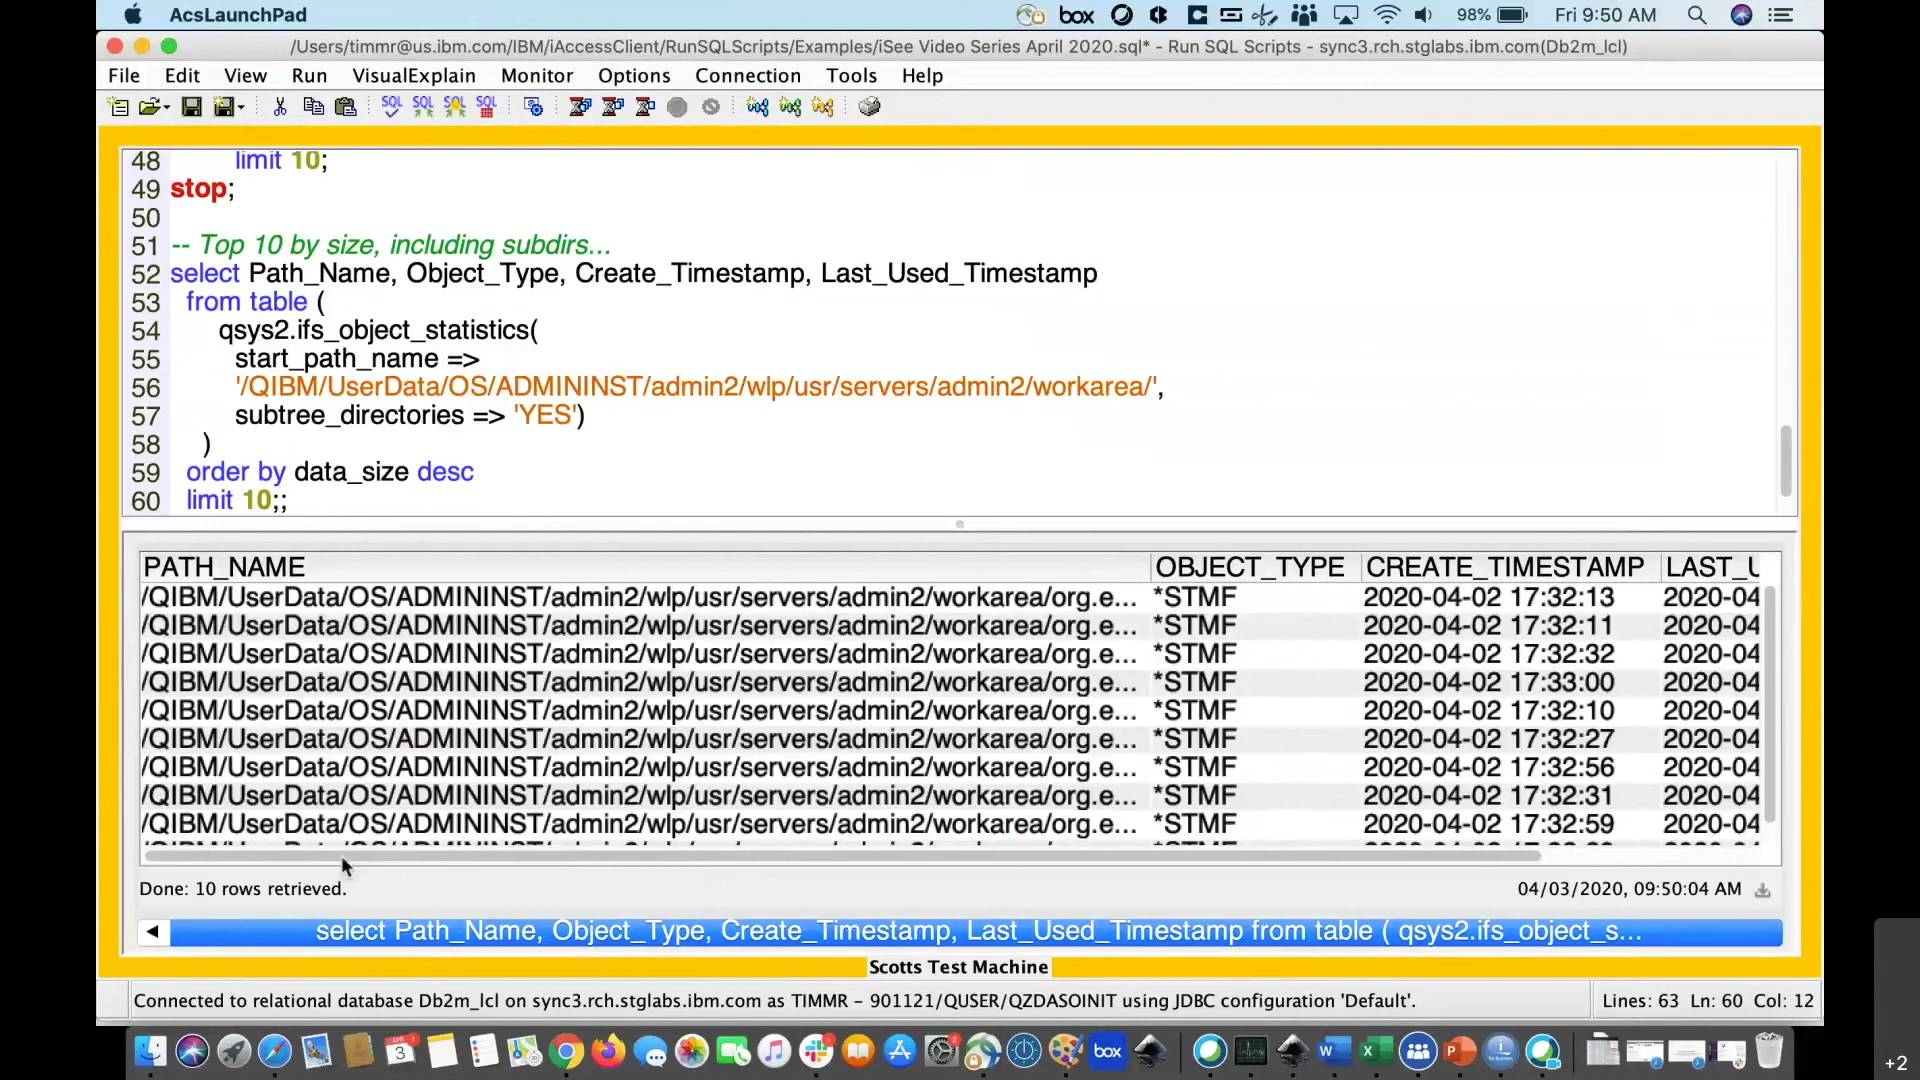 AcsLaunchPad
box
98%
Fri 9:50 AM
/Users/timmr@us.ibm.com/IBM/iAccessClient/RunSQLScripts/Examples/iSee Video Series April 2020.sql* - Run SQL Scripts - sync3.rch.stglabs.ibm.com(Db2m_lcl)
File Edit View Run VisualExplain Monitor Options Connection Tools Help
SQL SQL SQL SQL
48 limit 10;
49 stop;
50
51 -- Top 10 by size, including subdirs...
52 select Path_Name, Object_Type, Create_Timestamp, Last_Used_Timestamp
53 from table (
54 qsys2.ifs_object_statistics(
55 start_path_name =>
56 '/QIBM/UserData/OS/ADMININST/admin2/wlp/usr/servers/admin2/workarea/',
57 subtree_directories => 'YES')
58 )
59 order by data_size desc
60 limit 10;;
PATH_NAME OBJECT_TYPE CREATE_TIMESTAMP LAST_U
/QIBM/UserData/OS/ADMININST/admin2/wlp/usr/servers/admin2/workarea/org.e... *STMF 2020-04-02 17:32:13 2020-04
/QIBM/UserData/OS/ADMININST/admin2/wlp/usr/servers/admin2/workarea/org.e... *STMF 2020-04-02 17:32:11 2020-04
/QIBM/UserData/OS/ADMININST/admin2/wlp/usr/servers/admin2/workarea/org.e... *STMF 2020-04-02 17:32:32 2020-04
/QIBM/UserData/OS/ADMININST/admin2/wlp/usr/servers/admin2/workarea/org.e... *STMF 2020-04-02 17:33:00 2020-04
/QIBM/UserData/OS/ADMININST/admin2/wlp/usr/servers/admin2/workarea/org.e... *STMF 2020-04-02 17:32:10 2020-04
/QIBM/UserData/OS/ADMININST/admin2/wlp/usr/servers/admin2/workarea/org.e... *STMF 2020-04-02 17:32:27 2020-04
/QIBM/UserData/OS/ADMININST/admin2/wlp/usr/servers/admin2/workarea/org.e... *STMF 2020-04-02 17:32:56 2020-04
/QIBM/UserData/OS/ADMININST/admin2/wlp/usr/servers/admin2/workarea/org.e... *STMF 2020-04-02 17:32:31 2020-04
/QIBM/UserData/OS/ADMININST/admin2/wlp/usr/servers/admin2/workarea/org.e... *STMF 2020-04-02 17:32:59 2020-04
Done: 10 rows retrieved. 04/03/2020, 09:50:04 AM
select Path_Name, Object_Type, Create_Timestamp, Last_Used_Timestamp from table ( qsys2.ifs_object_s...
Scotts Test Machine
Connected to relational database Db2m_lcl on sync3.rch.stglabs.ibm.com as TIMMR - 901121/QUSER/QZDASOINIT using JDBC configuration 'Default'. Lines: 63 Ln: 60 Col: 12
3
box
W
X
P
+2